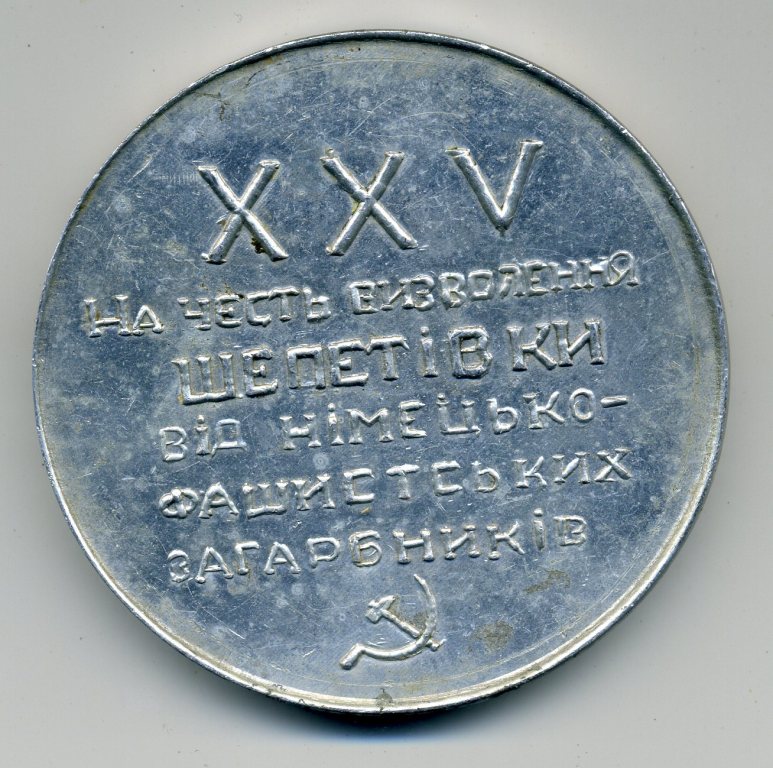 XXV
На честь визволення
ШЕПЕТІВКИ
від німецько-
фашистських
загарбників